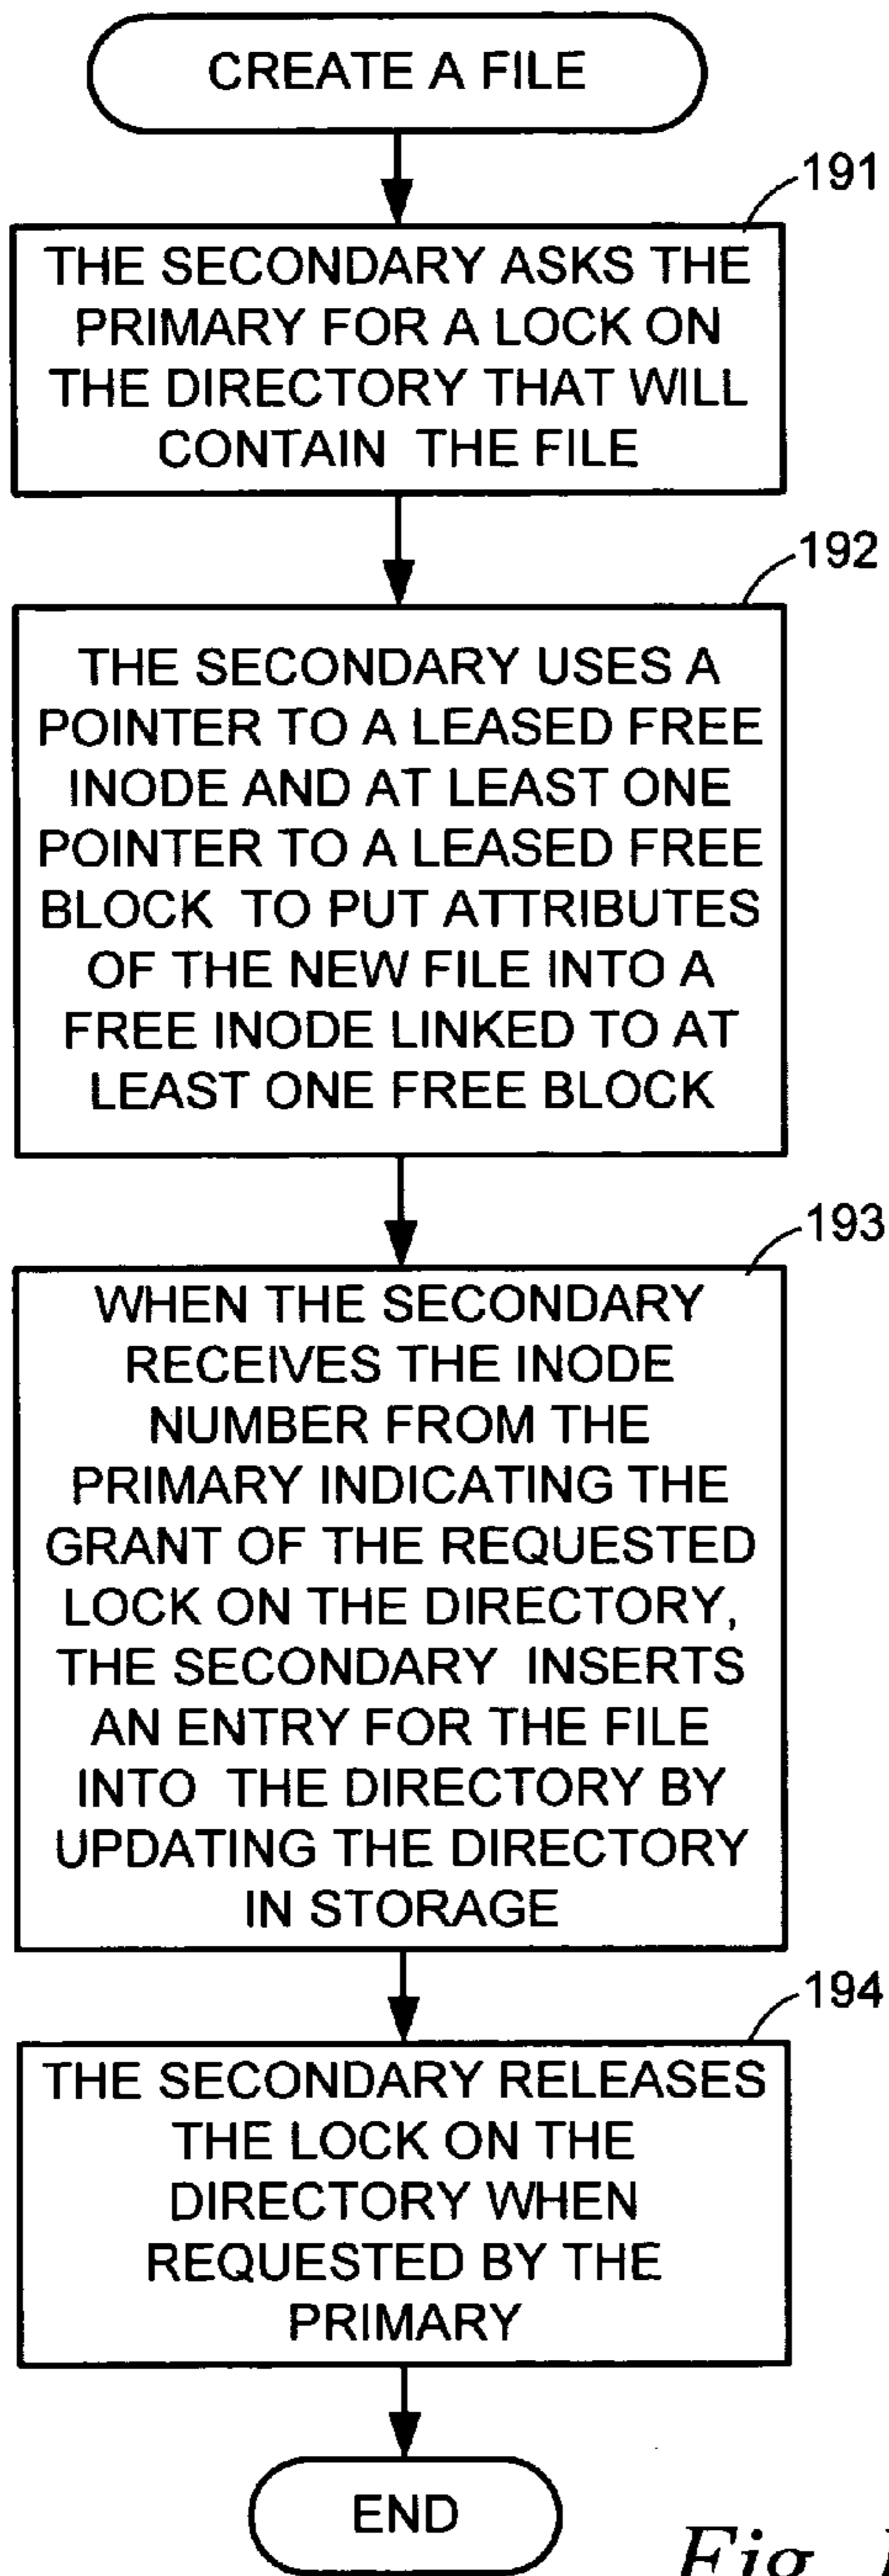 CREATE A FILE
191
THE SECONDARY ASKS THE
PRIMARY FOR A LOCK ON
THE DIRECTORY THAT WILL
CONTAIN THE FILE
192
THE SECONDARY USES A
POINTER TO A LEASED FREE
INODE AND AT LEAST ONE
POINTER TO A LEASED FREE
BLOCK TO PUT ATTRIBUTES
OF THE NEW FILE INTO A
FREE INODE LINKED TO AT
LEAST ONE FREE BLOCK
193
WHEN THE SECONDARY
RECEIVES THE INODE
NUMBER FROM THE
PRIMARY INDICATING THE
GRANT OF THE REQUESTED
LOCK ON THE DIRECTORY,
THE SECONDARY INSERTS
AN ENTRY FOR THE FILE
INTO THE DIRECTORY BY
UPDATING THE DIRECTORY
IN STORAGE
194
THE SECONDARY RELEASES
THE LOCK ON THE
DIRECTORY WHEN
REQUESTED BY THE
PRIMARY
END
Fig.